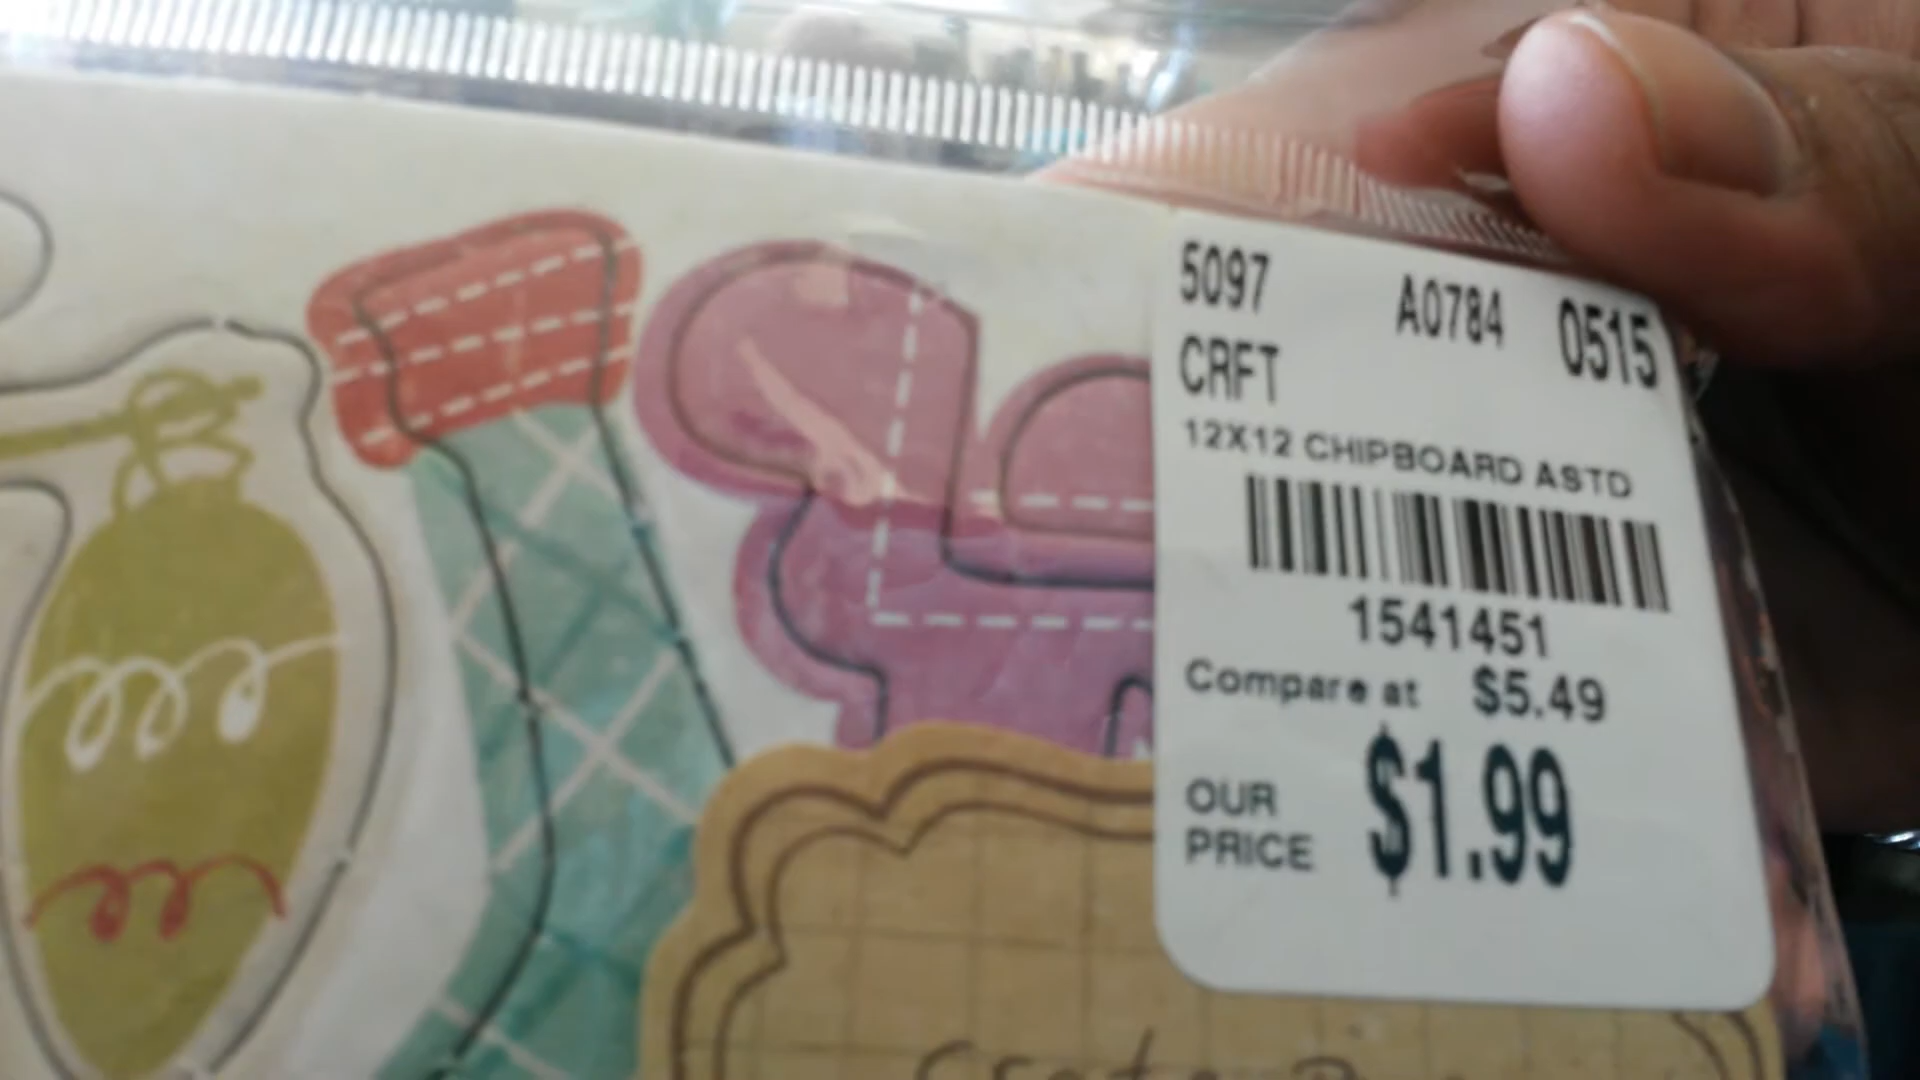 5097 A0784 0515
CRFT
12X12 CHIPBOARD ASTD
1541451
Compare at $5.49
OUR PRICE $1.99